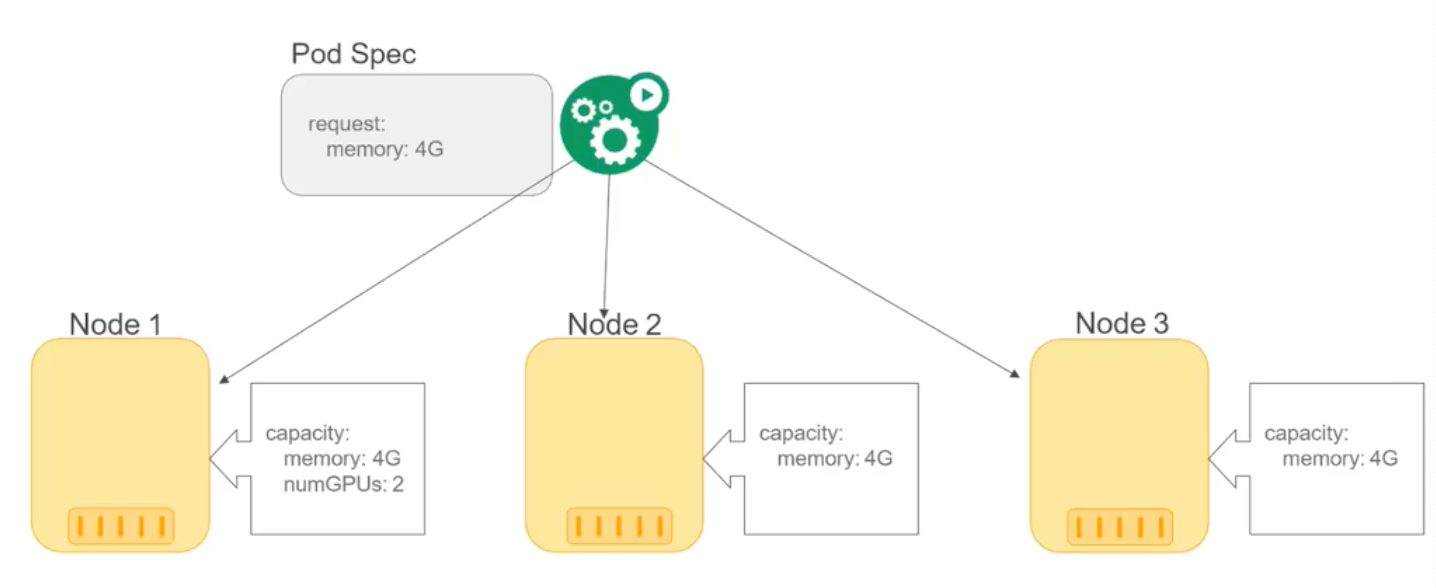 Pod Spec
request:
memory: 4G
Node 1
capacity:
memory: 4G
numGPUs: 2
Node 2
capacity:
memory: 4G
Node 3
capacity:
memory: 4G